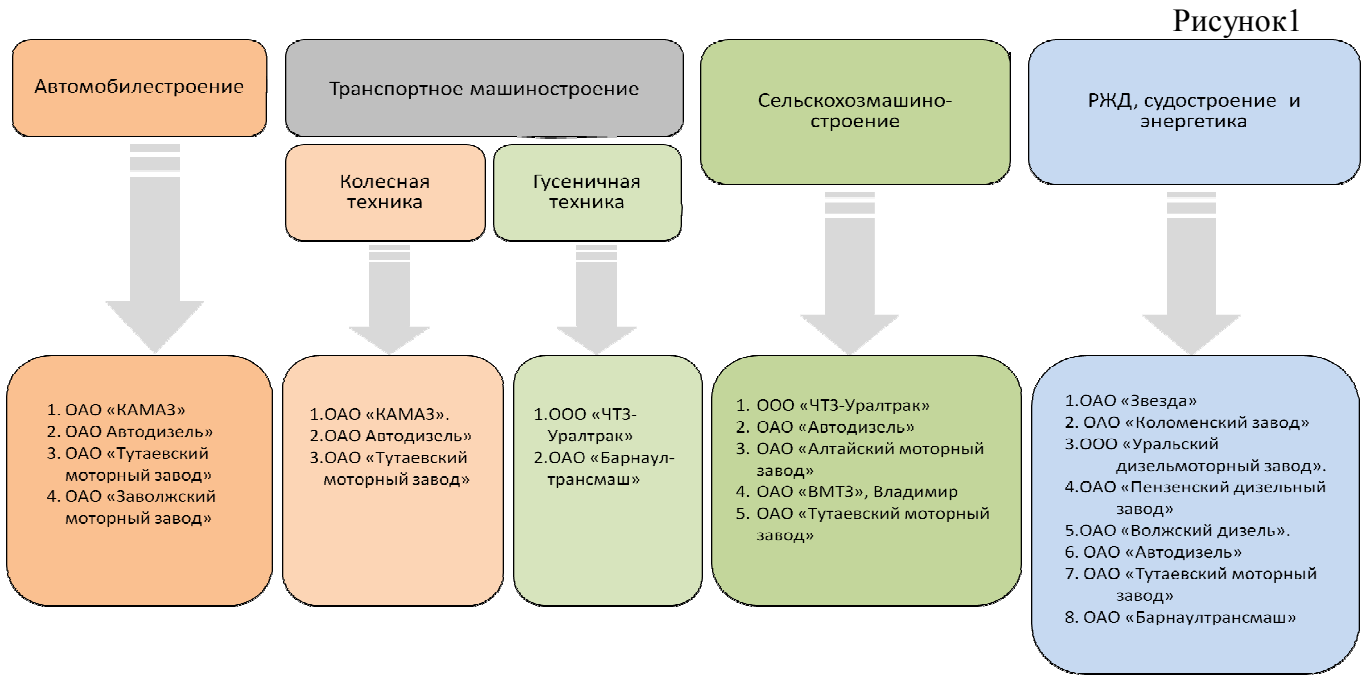 Рисунок1
Автомобилестроение
Транспортное машиностроение
Колесная
техника
Гусеничная
техника
Сельскохозмашино-
строение
РЖД, судостроение и
энергетика
1. ОАО «КАМАЗ»
2. ОАО Автодизель»
3. ОАО «Тутаевский
моторный завод»
4. ОАО «Заволжский
моторный завод»
1.ОАО «КАМАЗ».
2.ОАО Автодизель»
3.ОАО «Тутаевский
моторный завод»
1.ООО «ЧТЗ-
Уралтрак»
2.ОАО «Барнаул-
трансмаш»
1. ООО «ЧТЗ-Уралтрак»
2. ОАО «Автодизель»
3. ОАО «Алтайский моторный
завод»
4. ОАО «ВМТЗ», Владимир
5. ОАО «Тутаевский моторный
завод»
1.ОАО «Звезда»
2. ОАО «Коломенский завод»
3.ООО «Уральский
дизельмоторный завод».
4.ОАО «Пензенский дизельный
завод»
5.ОАО «Волжский дизель».
6. ОАО «Автодизель»
7. ОАО «Тутаевский моторный
завод»
8. ОАО «Барнаултрансмаш»